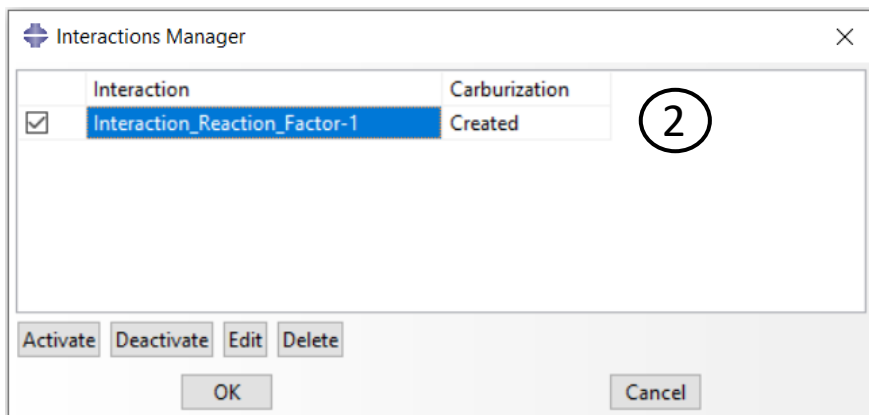 Interactions Manager
Interaction Carburization
Interaction_Reaction_Factor-1 Created
2
Activate Deactivate Edit Delete
OK Cancel